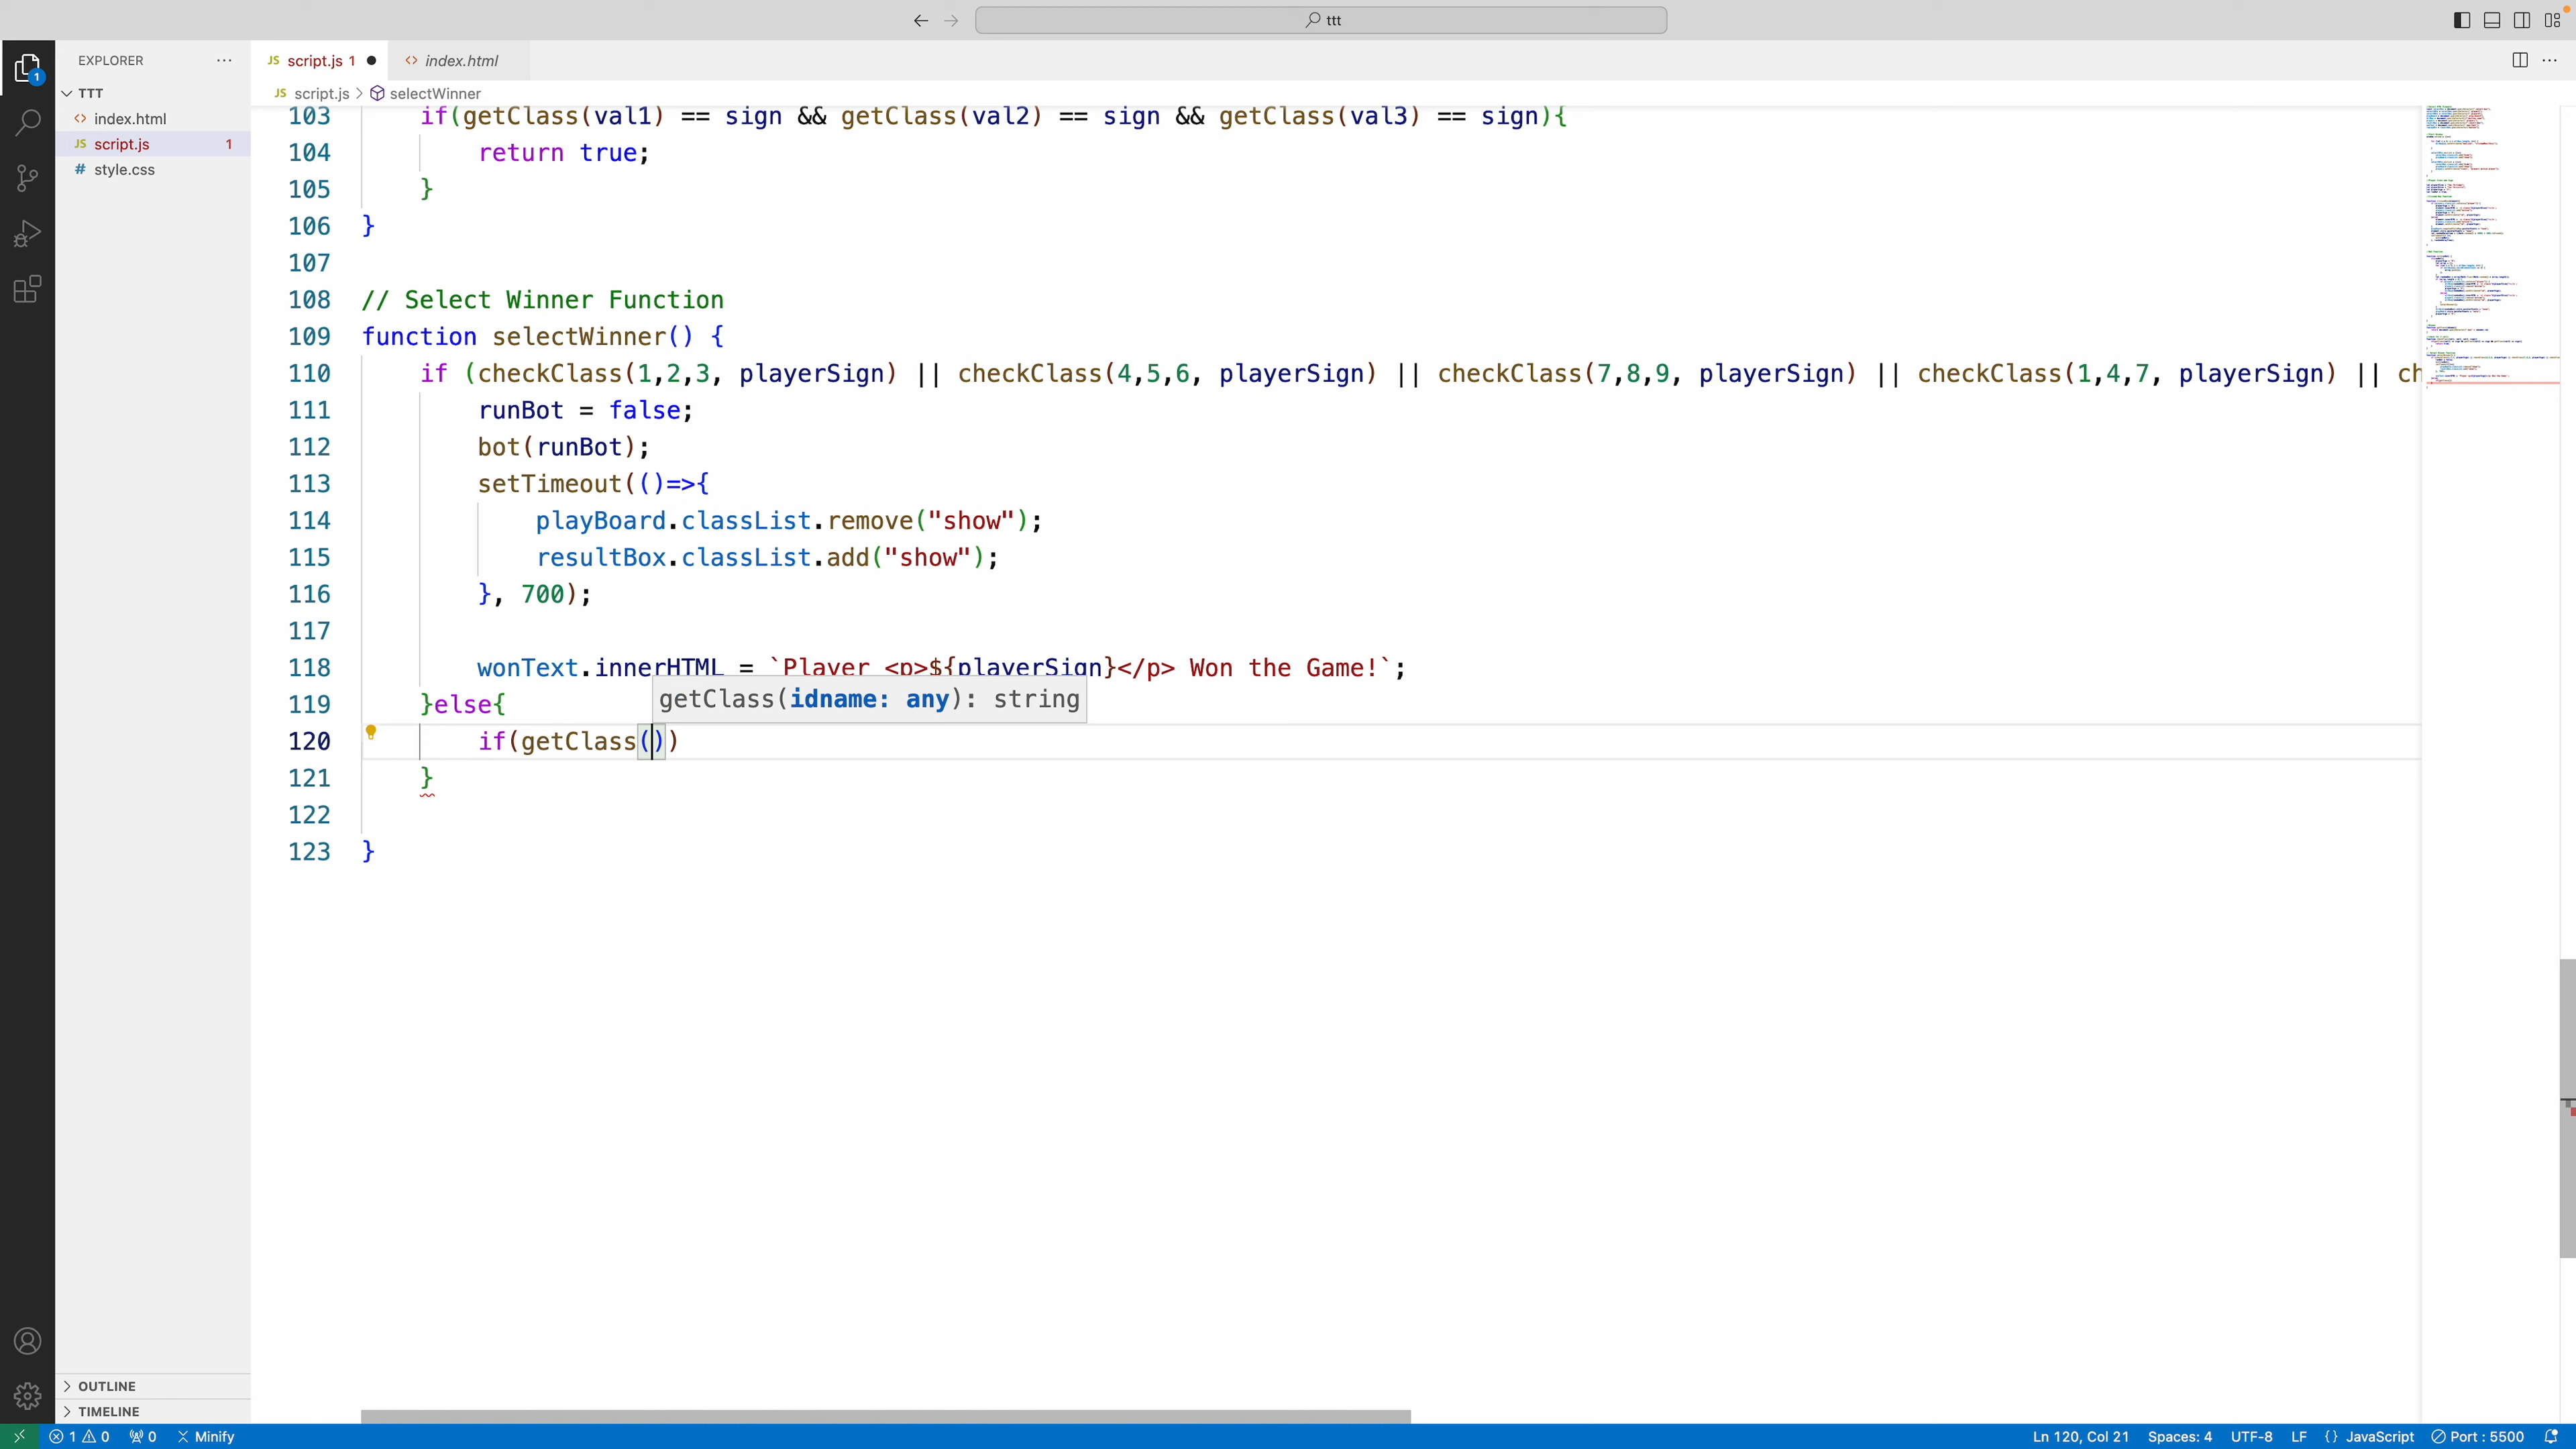 ttt
EXPLORER
TTT
index.html
JS script.js 1
# style.css
OUTLINE
TIMELINE
JS script.js 1 ●
<> index.html
JS script.js > selectWinner
103 if(getClass(val1) == sign && getClass(val2) == sign && getClass(val3) == sign){
104 return true;
105 }
106 }
107
108 // Select Winner Function
109 function selectWinner() {
110 if (checkClass(1,2,3, playerSign) || checkClass(4,5,6, playerSign) || checkClass(7,8,9, playerSign) || checkClass(1,4,7, playerSign) || ch
111 runBot = false;
112 bot(runBot);
113 setTimeout(()=>{
114 playBoard.classList.remove("show");
115 resultBox.classList.add("show");
116 }, 700);
117
118 wonText.innerHTML = `Player <p>${playerSign}</p> Won the Game!`;
119 }else{
getClass(idname: any): string
120 if(getClass())
121 }
122
123 }
1 0 0 Minify
Ln 120, Col 21 Spaces: 4 UTF-8 LF {} JavaScript Port : 5500